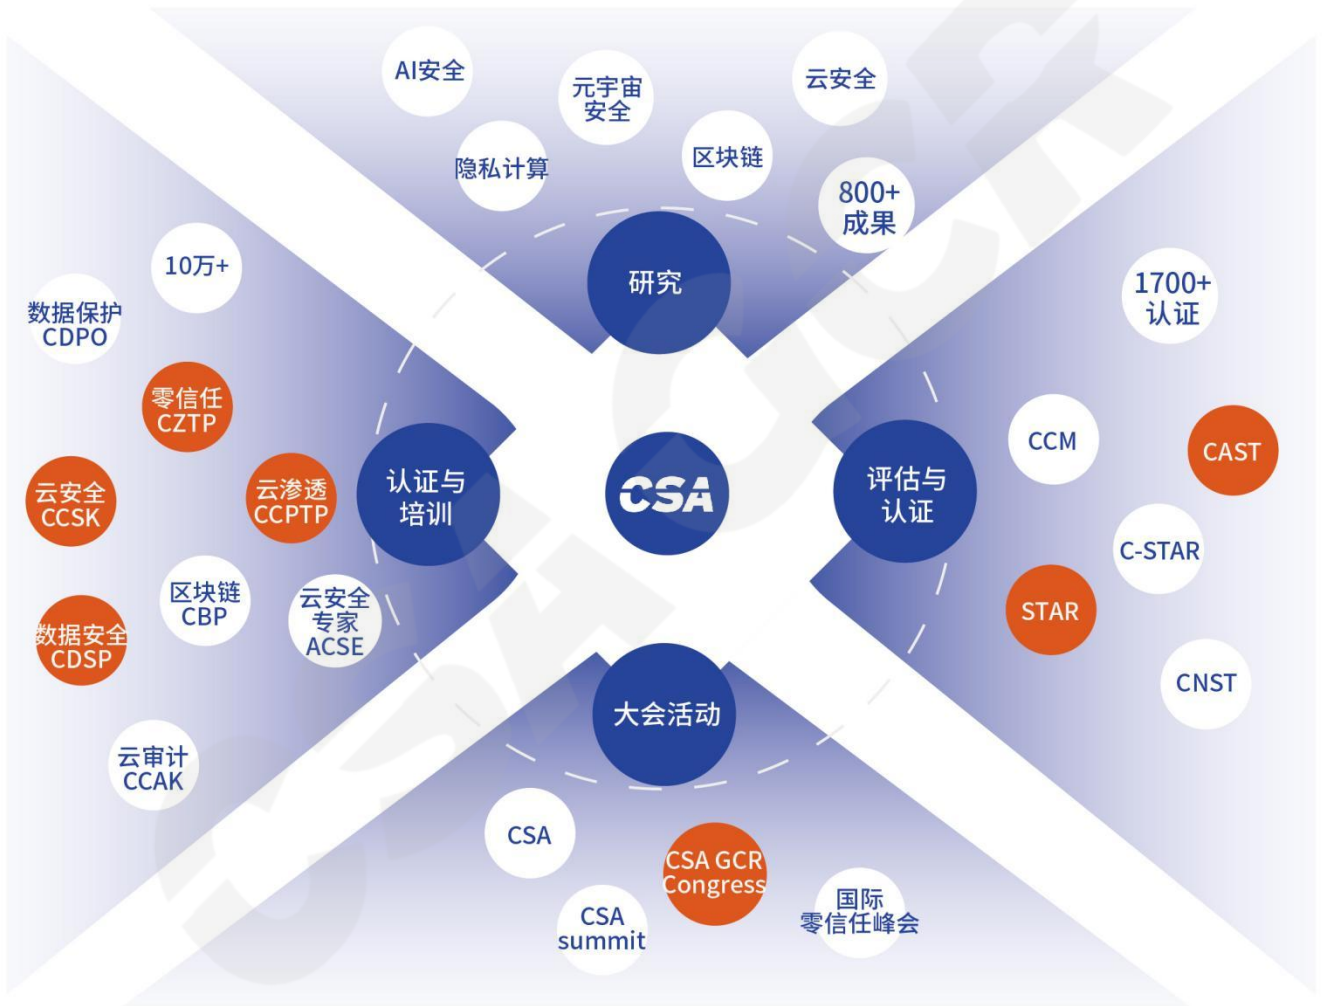 AI安全
元宇宙
安全
云安全
隐私计算
区块链
800+
成果
研究
10万+
数据保护
CDPO
零信任
CZTP
云安全
CCSK
云渗透
CCPTP
认证与
培训
区块链
CBP
云安全
专家
ACSE
数据安全
CDSP
云审计
CCAK
CSA
1700+
认证
CCM
CAST
评估与
认证
C-STAR
STAR
CNST
大会活动
CSA
CSA GCR
Congress
CSA
summit
国际
零信任峰会
CSA GCR